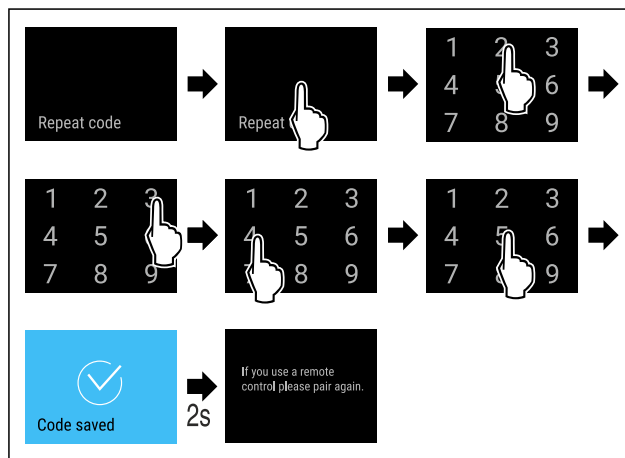 Repeat code
Repeat
1 2 3
4 6
7 8 9
1 2 3
4 5
7 8 9
1 2 3
4 5 6
8 9
1 2 3
4 5 6
7 9
Code saved
2s
If you use a remote
control please pair again.